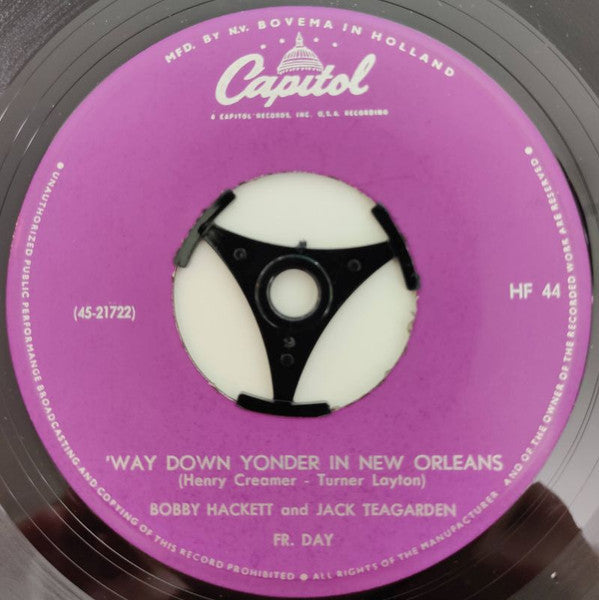 MFD. BY N.V. BOVEMA IN HOLLAND
Capitol
A CAPITOL RECORDS, INC. U.S.A. RECORDING
(45-21722)
HF 44
9
'WAY DOWN YONDER IN NEW ORLEANS
(Henry Creamer - Turner Layton)
BOBBY HACKETT and JACK TEAGARDEN
FR. DAY
• UNAUTHORIZED PUBLIC PERFORMANCE BROADCASTING AND COPYING OF THIS RECORD PROHIBITED • ALL RIGHTS OF THE MANUFACTURER AND OF THE OWNER OF THE RECORDED WORK ARE RESERVED •